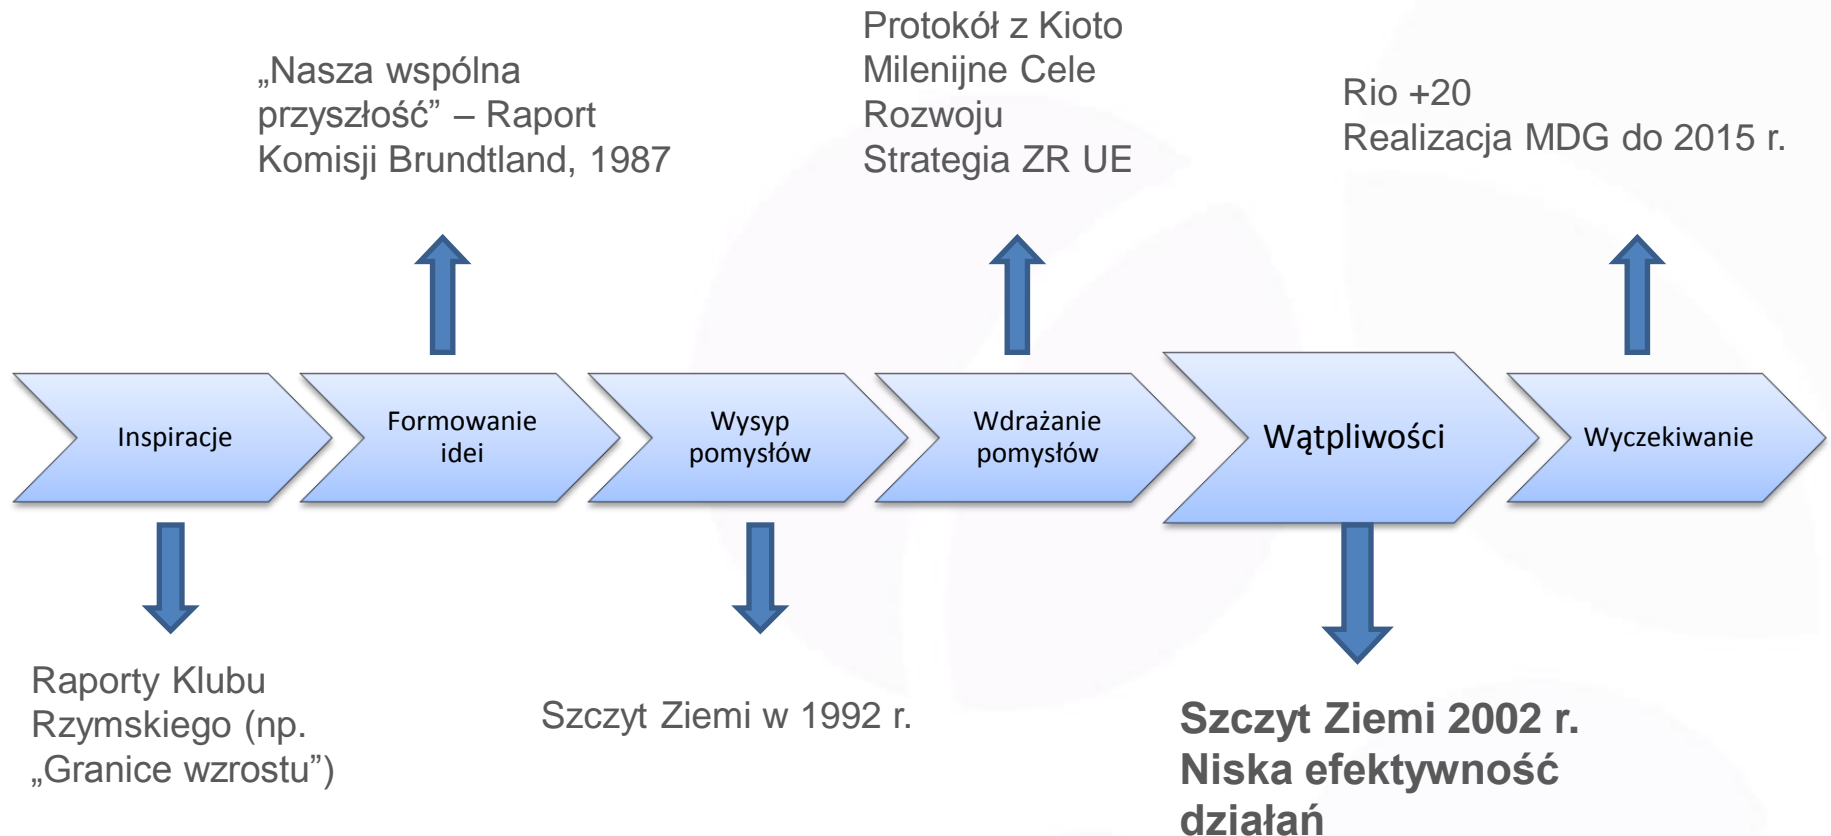 „Nasza wspólna
przyszłość” – Raport
Komisji Brundtland, 1987
Protokół z Kioto
Milenijne Cele
Rozwoju
Strategia ZR UE
Rio +20
Realizacja MDG do 2015 r.
Inspiracje
Formowanie
idei
Wysyp
pomysłów
Wdrażanie
pomysłów
Wątpliwości
Wyczekiwanie
Raporty Klubu
Rzymskiego (np.
„Granice wzrostu”)
Szczyt Ziemi w 1992 r.
Szczyt Ziemi 2002 r.
Niska efektywność
działań